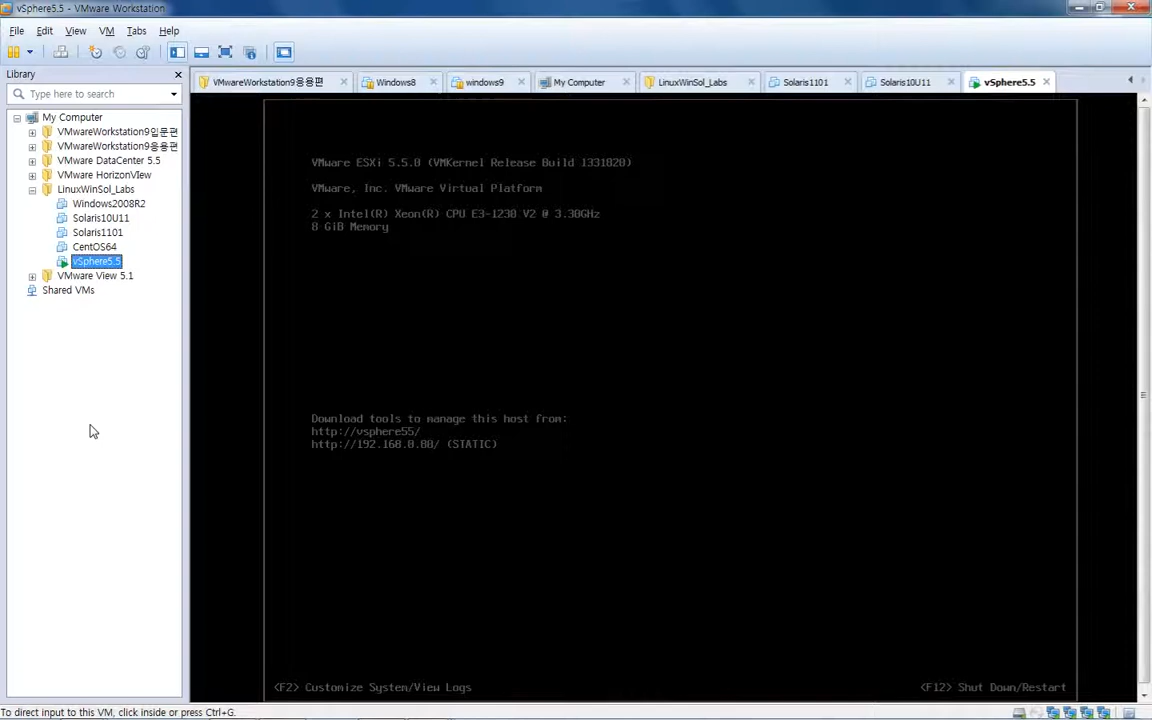 vSphere5.5 - VMware Workstation
File Edit View VM Tabs Help
Library
Type here to search
My Computer
VMwareWorkstation9입문편
VMwareWorkstation9응용편
VMware DataCenter 5.5
VMware HorizonView
LinuxWinSol_Labs
Windows2008R2
Solaris10U11
Solaris1101
CentOS64
vSphere5.5
VMware View 5.1
Shared VMs
VMwareWorkstation9응용편 Windows8 windows9 My Computer LinuxWinSol_Labs Solaris1101 Solaris10U11 vSphere5.5
VMware ESXi 5.5.0 (VMKernel Release Build 1331820)
VMware, Inc. VMware Virtual Platform
2 x Intel(R) Xeon(R) CPU E3-1230 V2 @ 3.30GHz
8 GiB Memory
Download tools to manage this host from:
http://vsphere55/
http://192.168.0.80/ (STATIC)
<F2> Customize System/View Logs
<F12> Shut Down/Restart
To direct input to this VM, click inside or press Ctrl+G.